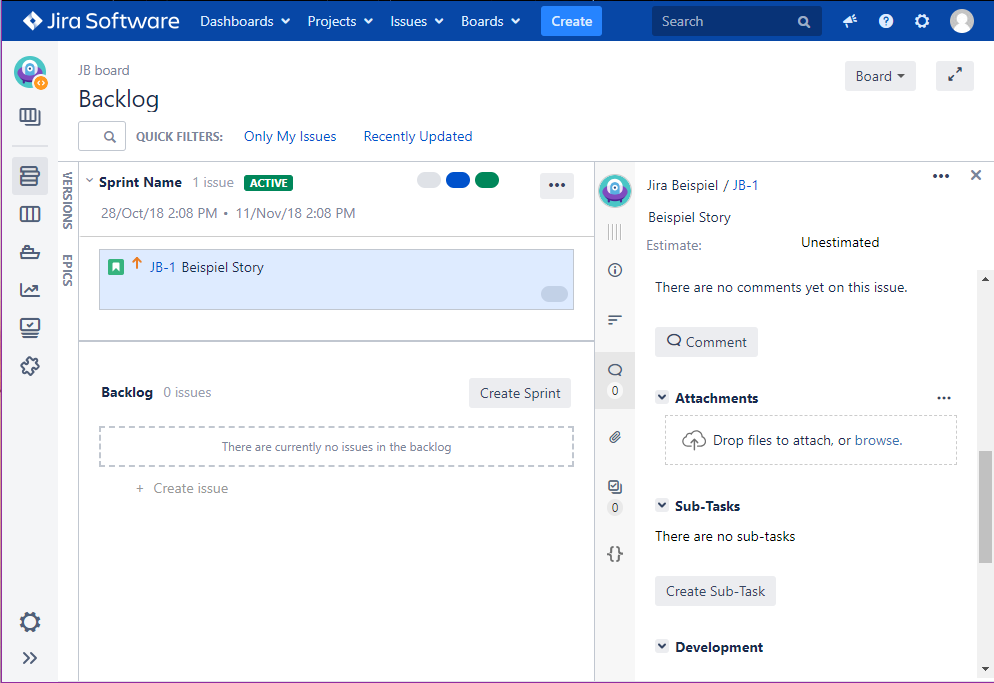 Jira Software Dashboards Projects Issues Boards Create Search
JB board
Backlog
Board
QUICK FILTERS: Only My Issues Recently Updated
VERSIONS
EPICS
Sprint Name 1 issue ACTIVE
28/Oct/18 2:08 PM • 11/Nov/18 2:08 PM
JB-1 Beispiel Story
Backlog 0 issues Create Sprint
There are currently no issues in the backlog
+ Create issue
0
0
Jira Beispiel / JB-1
Beispiel Story
Estimate: Unestimated
There are no comments yet on this issue.
Comment
Attachments
Drop files to attach, or browse.
Sub-Tasks
There are no sub-tasks
Create Sub-Task
Development